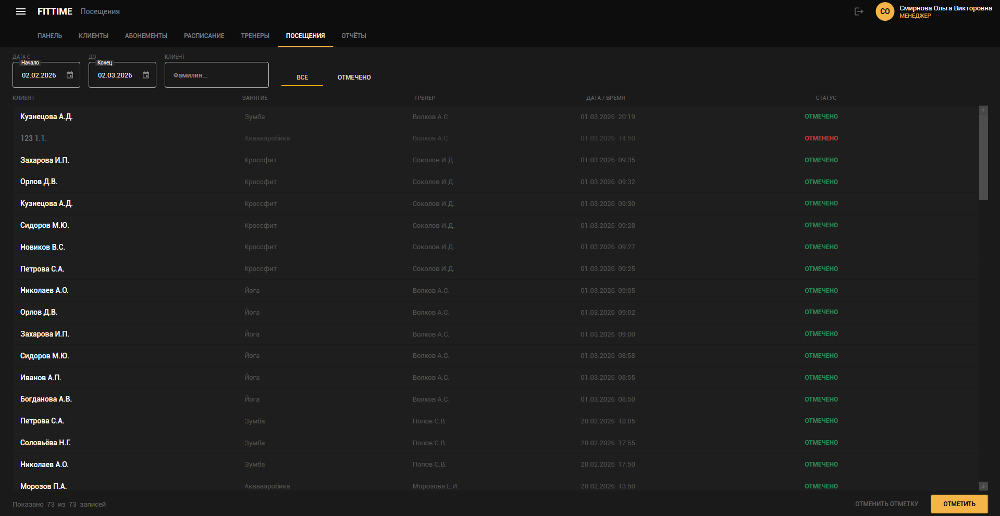 FITTIME Посещения
СО Смирнова Ольга Викторовна
МЕНЕДЖЕР
ПАНЕЛЬ КЛИЕНТЫ АБОНЕМЕНТЫ РАСПИСАНИЕ ТРЕНЕРЫ ПОСЕЩЕНИЯ ОТЧЁТЫ
ДАТА С ДО КЛИЕНТ
Начало Конец
02.02.2026 02.03.2026 Фамилия... ВСЕ ОТМЕЧЕНО
КЛИЕНТ ЗАНЯТИЕ ТРЕНЕР ДАТА / ВРЕМЯ СТАТУС
Кузнецова А.Д. Зумба Волков А.С. 01.03.2026 20:19 ОТМЕЧЕНО
123 1.1. Аквааэробика Волков А.С. 01.03.2026 14:50 ОТМЕНЕНО
Захарова И.П. Кроссфит Соколов И.Д. 01.03.2026 09:35 ОТМЕЧЕНО
Орлов Д.В. Кроссфит Соколов И.Д. 01.03.2026 09:32 ОТМЕЧЕНО
Кузнецова А.Д. Кроссфит Соколов И.Д. 01.03.2026 09:30 ОТМЕЧЕНО
Сидоров М.Ю. Кроссфит Соколов И.Д. 01.03.2026 09:28 ОТМЕЧЕНО
Новиков В.С. Кроссфит Соколов И.Д. 01.03.2026 09:27 ОТМЕЧЕНО
Петрова С.А. Кроссфит Соколов И.Д. 01.03.2026 09:25 ОТМЕЧЕНО
Николаев А.О. Йога Волков А.С. 01.03.2026 09:05 ОТМЕЧЕНО
Орлов Д.В. Йога Волков А.С. 01.03.2026 09:02 ОТМЕЧЕНО
Захарова И.П. Йога Волков А.С. 01.03.2026 09:00 ОТМЕЧЕНО
Сидоров М.Ю. Йога Волков А.С. 01.03.2026 08:58 ОТМЕЧЕНО
Иванов А.П. Йога Волков А.С. 01.03.2026 08:55 ОТМЕЧЕНО
Богданова А.В. Йога Волков А.С. 01.03.2026 08:50 ОТМЕЧЕНО
Петрова С.А. Зумба Попов С.В. 28.02.2026 18:05 ОТМЕЧЕНО
Соловьёва Н.Г. Зумба Попов С.В. 28.02.2026 17:55 ОТМЕЧЕНО
Николаев А.О. Зумба Попов С.В. 28.02.2026 17:50 ОТМЕЧЕНО
Морозов П.А. Аквааэробика Морозова Е.И. 28.02.2026 13:50 ОТМЕЧЕНО
Показано 73 из 73 записей ОТМЕНИТЬ ОТМЕТКУ ОТМЕТИТЬ